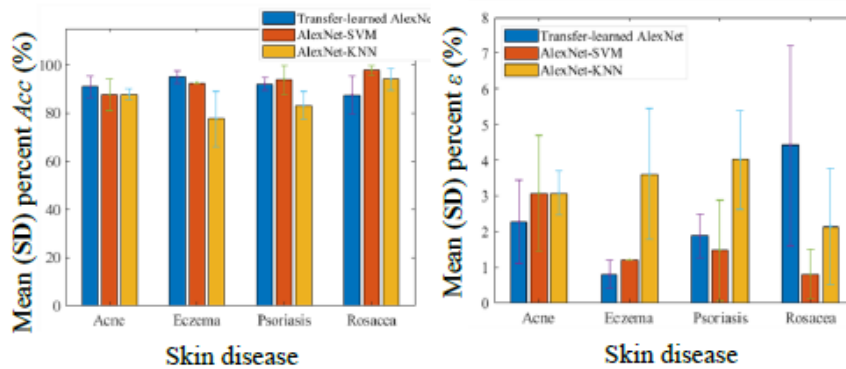 Mean (SD) percent Acc (%)
100
80
60
40
20
0
Transfer-learned AlexNet
AlexNet-SVM
AlexNet-KNN
Acne Eczema Psoriasis Rosacea
Skin disease
Mean (SD) percent ε (%)
8
7
6
5
4
3
2
1
0
Transfer-learned AlexNet
AlexNet-SVM
AlexNet-KNN
Acne Eczema Psoriasis Rosacea
Skin disease